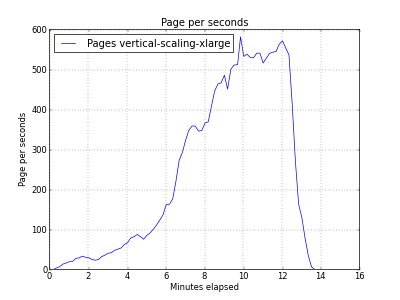 Page per seconds
Pages vertical-scaling-xlarge
600
500
400
300
200
100
0
Page per seconds
0 2 4 6 8 10 12 14 16
Minutes elapsed